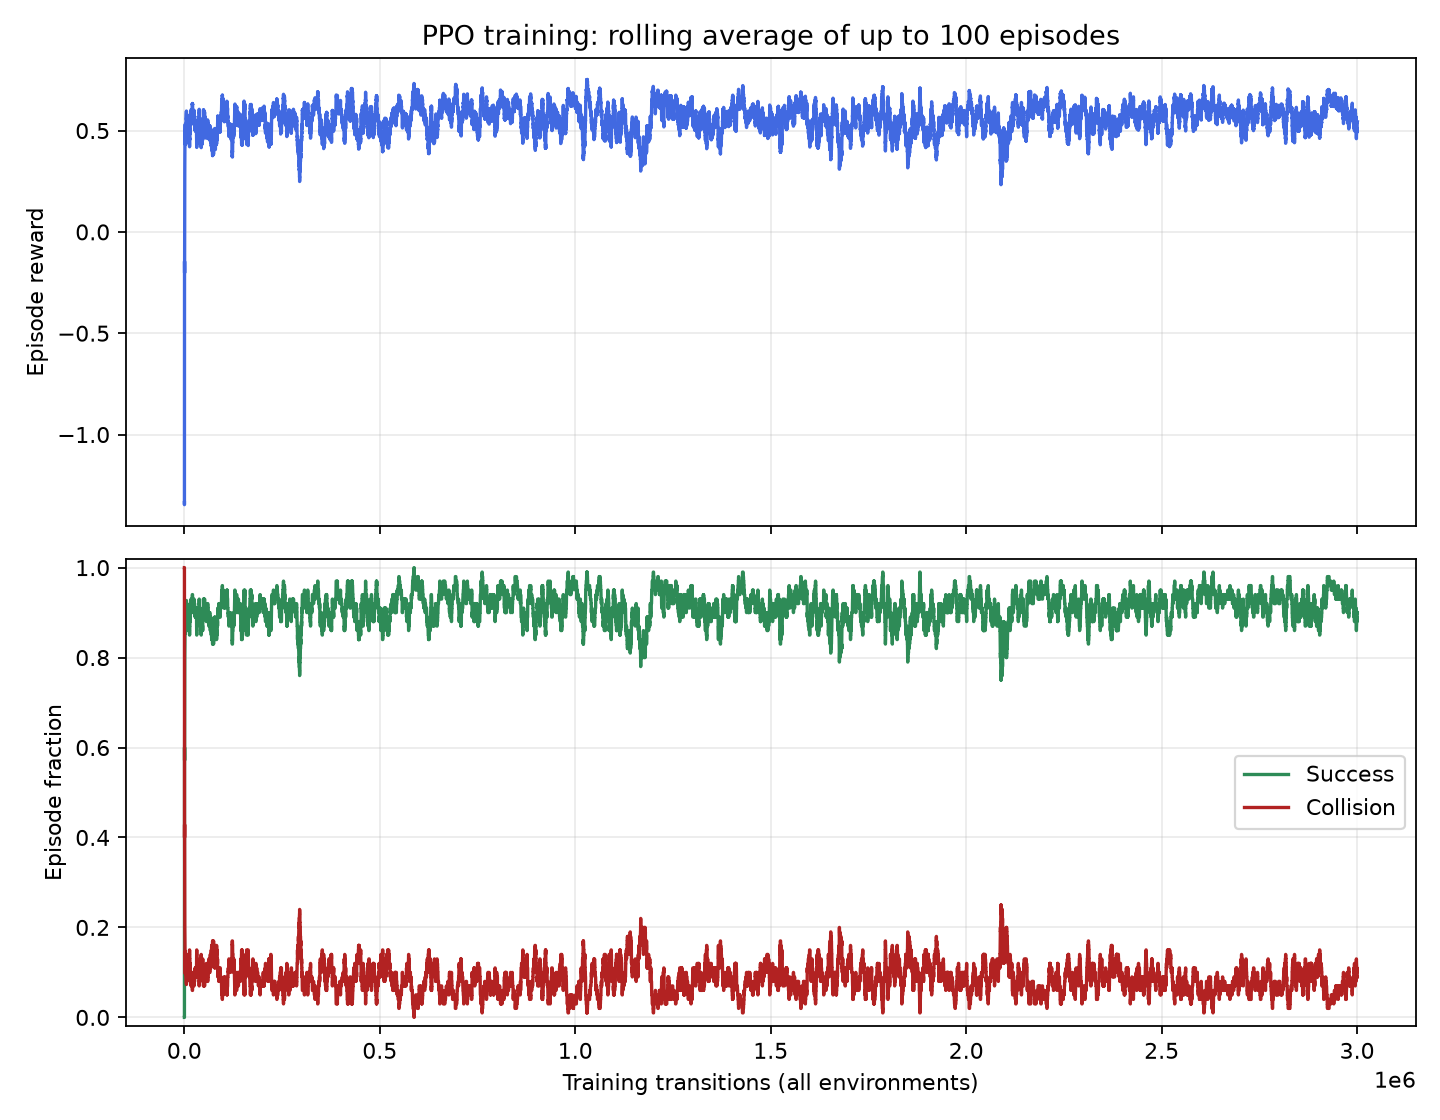 PPO training: rolling average of up to 100 episodes
Episode reward
0.5
0.0
−0.5
−1.0
Episode fraction
1.0
0.8
0.6
0.4
0.2
0.0
Success
Collision
0.0 0.5 1.0 1.5 2.0 2.5 3.0
1e6
Training transitions (all environments)